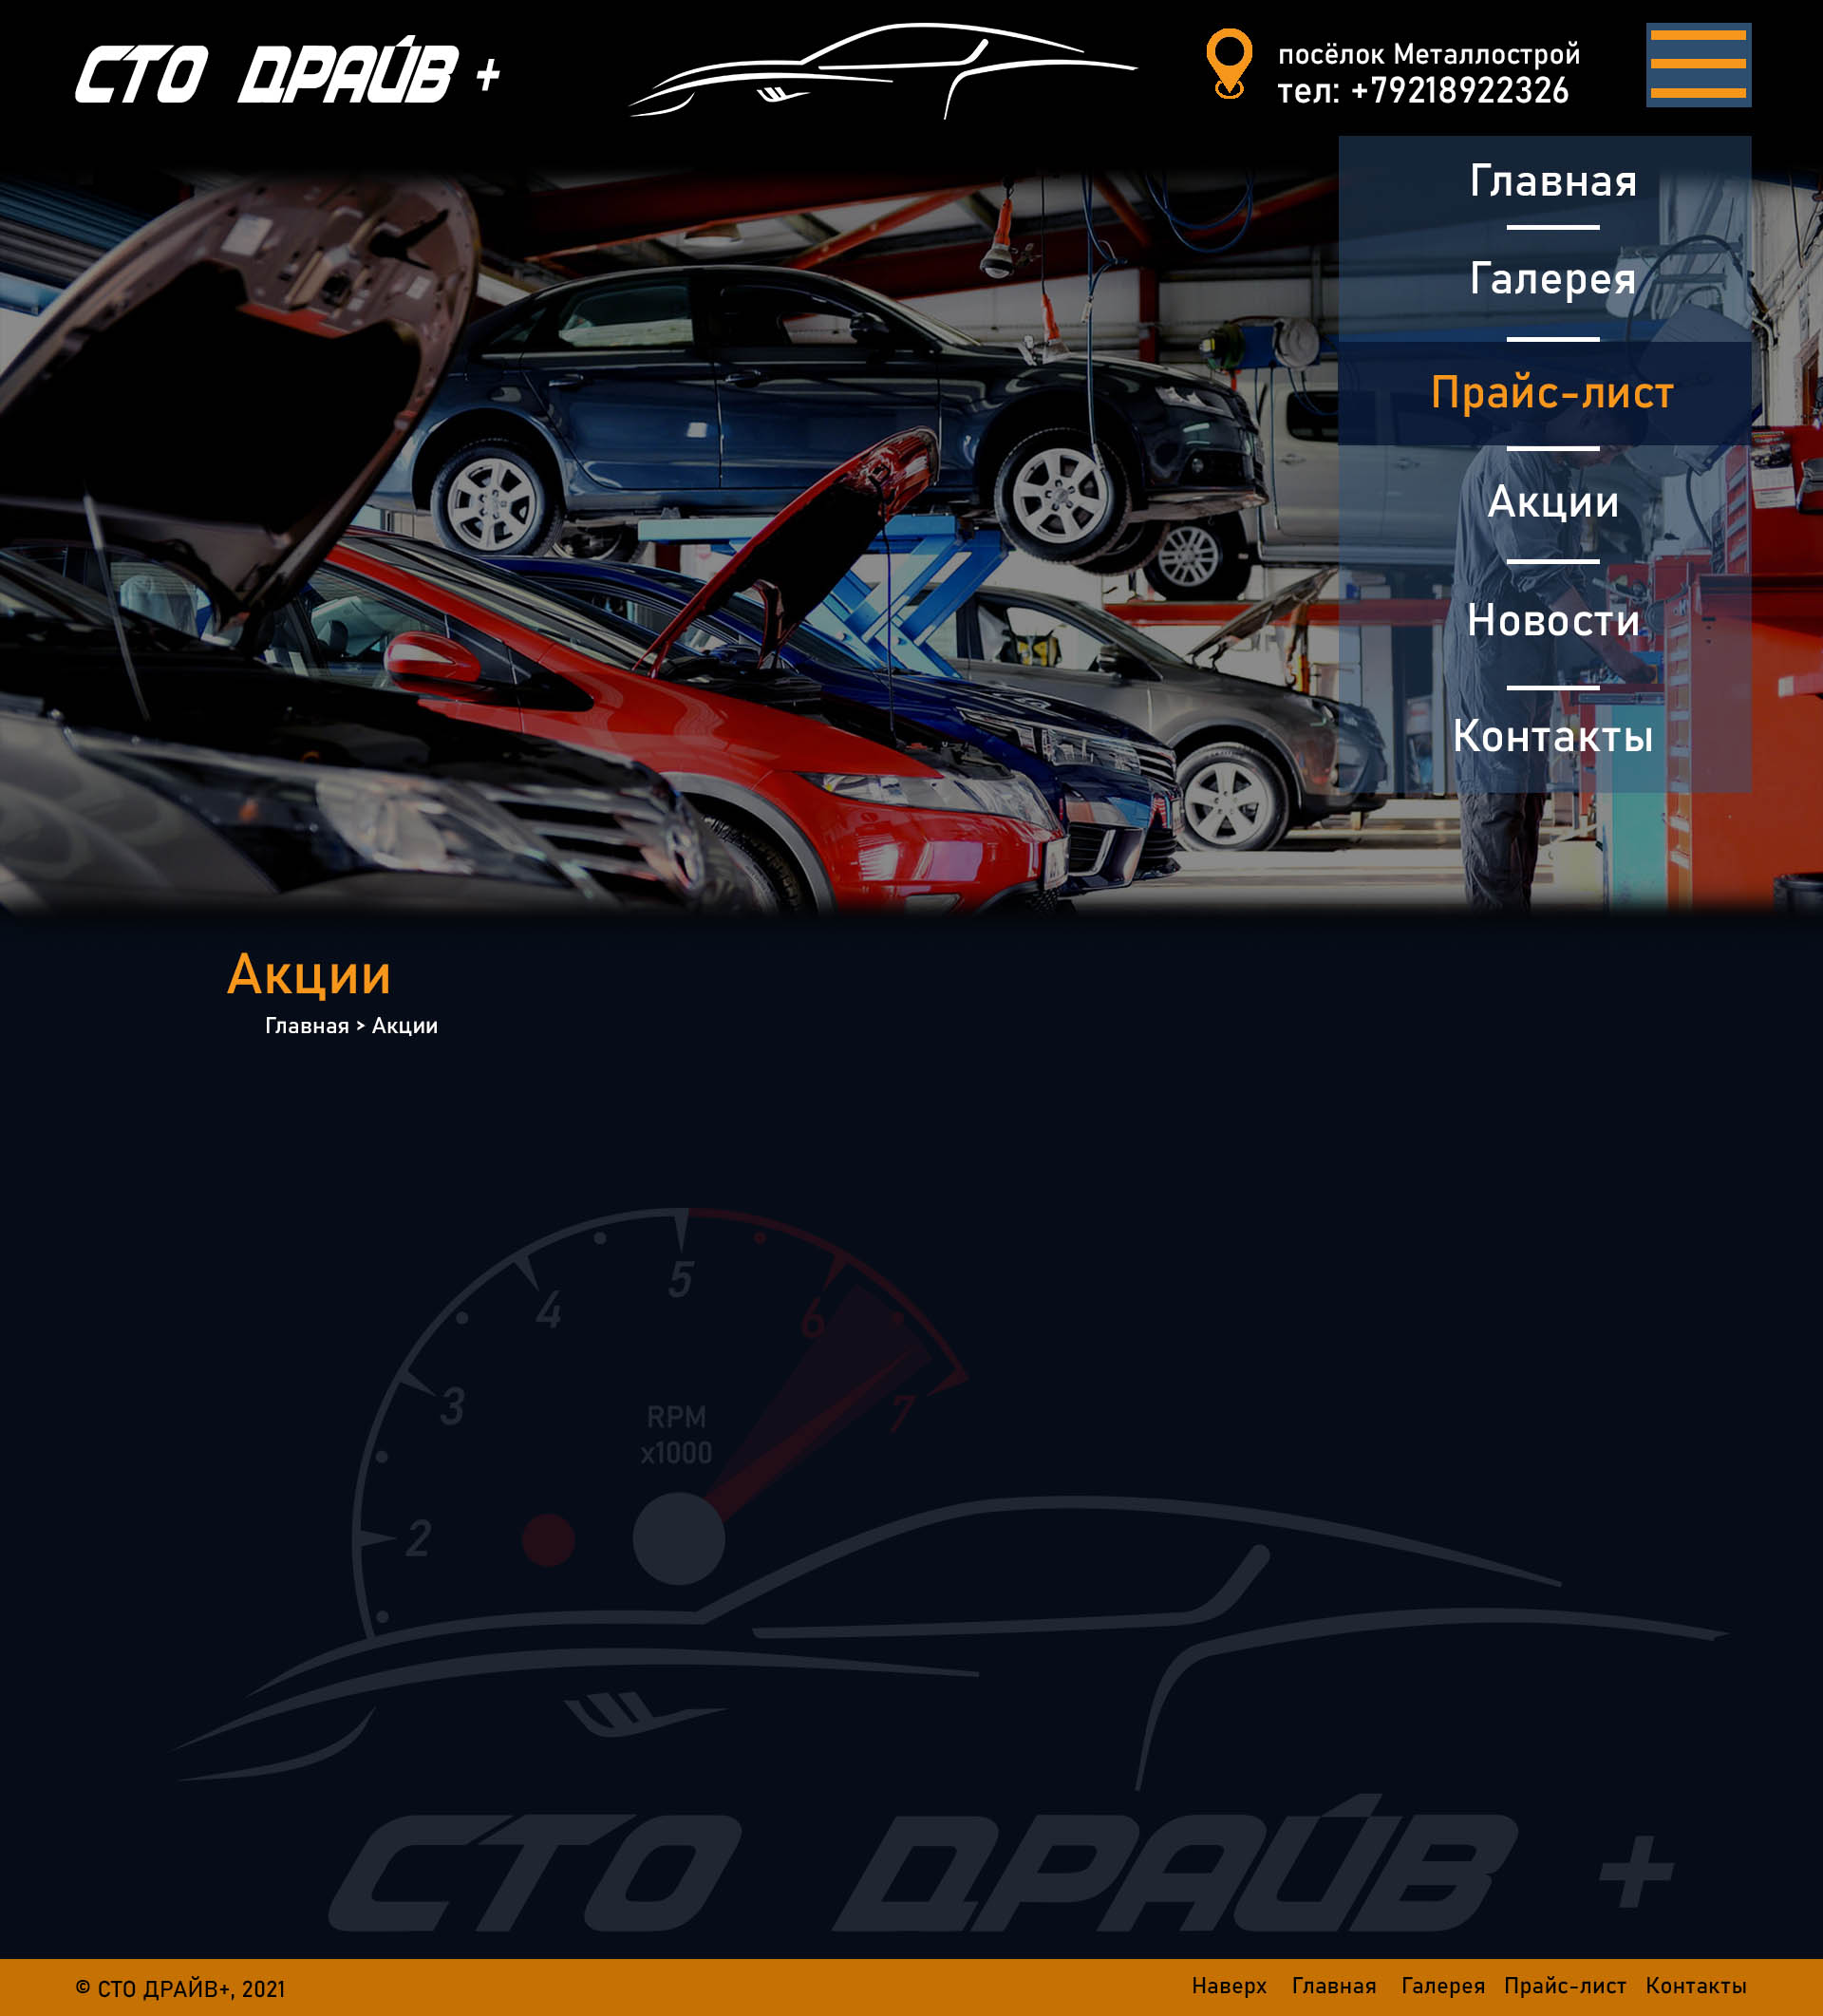 СТО ДРАЙВ +
посёлок Металлострой
тел: +79218922326
Главная
Галерея
Прайс-лист
Акции
Новости
Контакты
Акции
Главная > Акции
5
4
6
3
7
RPM
x1000
2
СТО ДРАЙВ +
© СТО ДРАЙВ+, 2021
Наверх Главная Галерея Прайс-лист Контакты